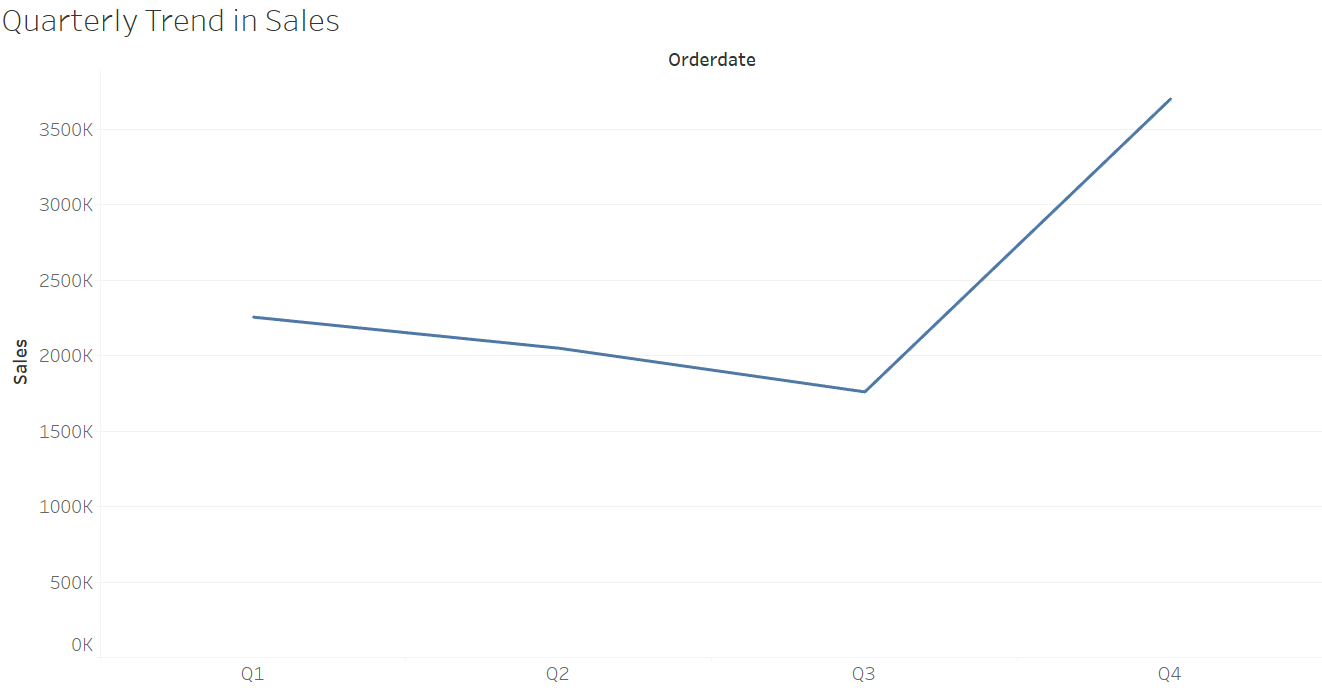 Quarterly Trend in Sales
Orderdate
3500K
3000K
2500K
2000K
1500K
1000K
500K
0K
Sales
Q1 Q2 Q3 Q4